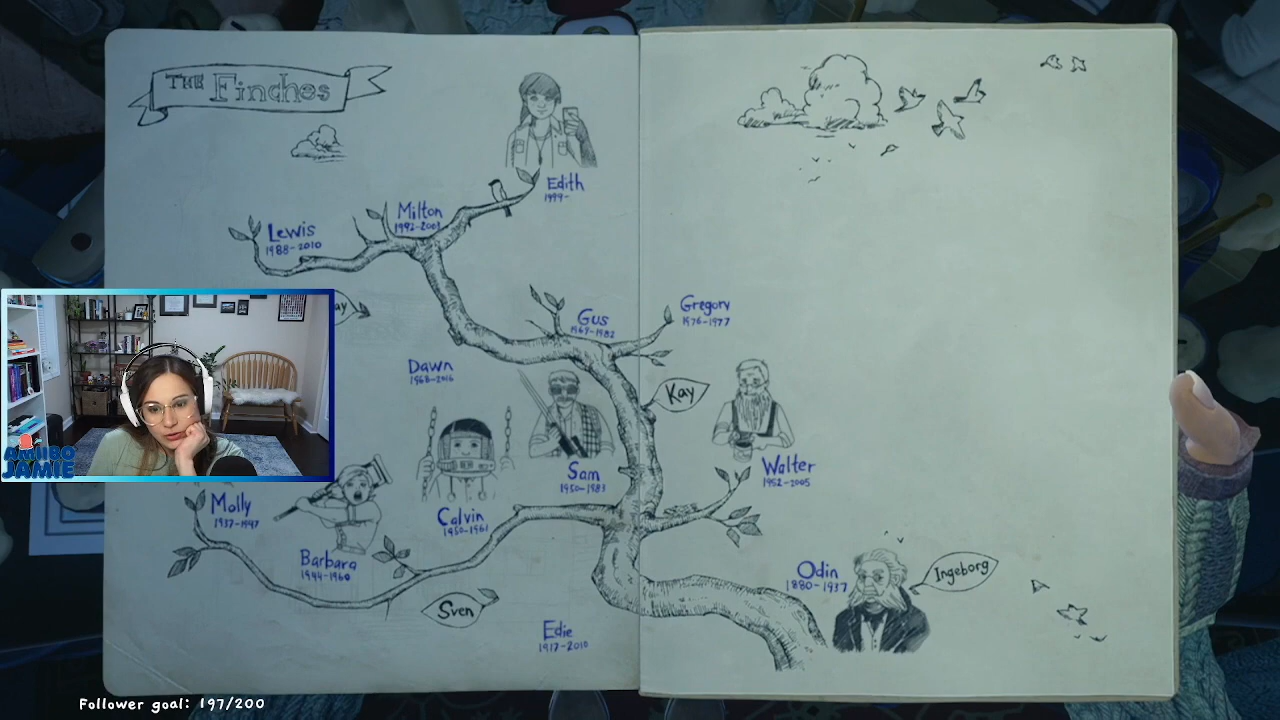 THE Finches
Edith
1999-
Milton
1992-2003
Lewis
1988-2010
Gregory
1976-1977
Gus
1969-1982
Dawn
1968-2016
Kay
Sam
1950-1983
Walter
1952-2005
Calvin
1950-1961
Molly
1937-1947
Barbara
1944-1960
Odin
1880-1937
Ingeborg
Sven
Edie
1917-2010
AMIIBO
JAMIE
Follower goal: 197/200